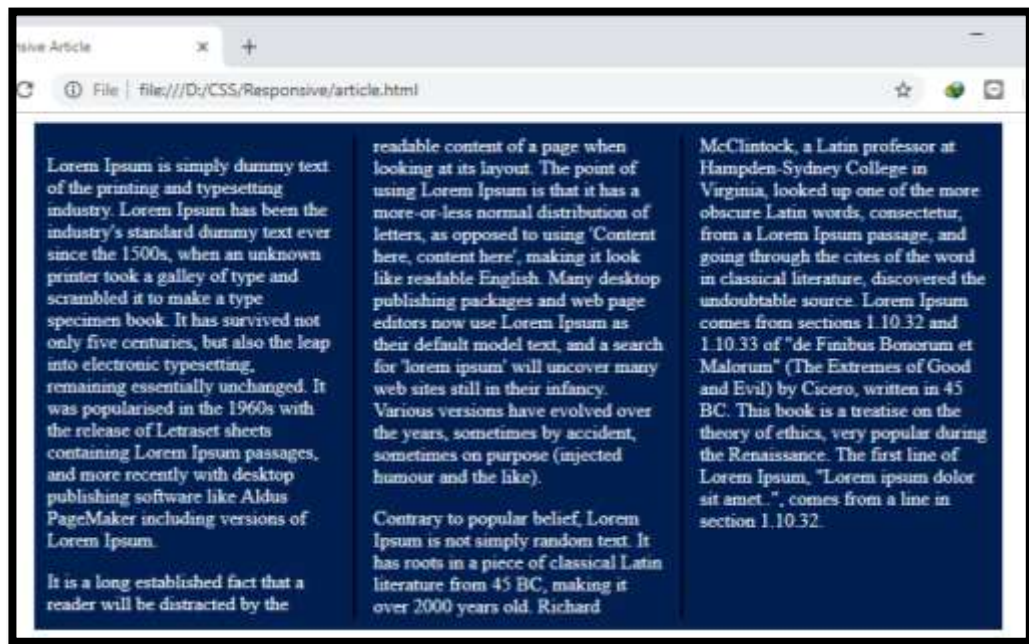 nsive Article
File | file:///D:/CSS/Responsive/article.html
Lorem Ipsum is simply dummy text
of the printing and typesetting
industry. Lorem Ipsum has been the
industry's standard dummy text ever
since the 1500s, when an unknown
printer took a galley of type and
scrambled it to make a type
specimen book. It has survived not
only five centuries, but also the leap
into electronic typesetting,
remaining essentially unchanged. It
was popularised in the 1960s with
the release of Letraset sheets
containing Lorem Ipsum passages,
and more recently with desktop
publishing software like Aldus
PageMaker including versions of
Lorem Ipsum.
It is a long established fact that a
reader will be distracted by the
readable content of a page when
looking at its layout. The point of
using Lorem Ipsum is that it has a
more-or-less normal distribution of
letters, as opposed to using 'Content
here, content here', making it look
like readable English. Many desktop
publishing packages and web page
editors now use Lorem Ipsum as
their default model text, and a search
for 'lorem ipsum' will uncover many
web sites still in their infancy.
Various versions have evolved over
the years, sometimes by accident,
sometimes on purpose (injected
humour and the like).
Contrary to popular belief, Lorem
Ipsum is not simply random text. It
has roots in a piece of classical Latin
literature from 45 BC, making it
over 2000 years old. Richard
McClintock, a Latin professor at
Hampden-Sydney College in
Virginia, looked up one of the more
obscure Latin words, consectetur,
from a Lorem Ipsum passage, and
going through the cites of the word
in classical literature, discovered the
undoubtable source. Lorem Ipsum
comes from sections 1.10.32 and
1.10.33 of "de Finibus Bonorum et
Malorum" (The Extremes of Good
and Evil) by Cicero, written in 45
BC. This book is a treatise on the
theory of ethics, very popular during
the Renaissance. The first line of
Lorem Ipsum, "Lorem ipsum dolor
sit amet..", comes from a line in
section 1.10.32.